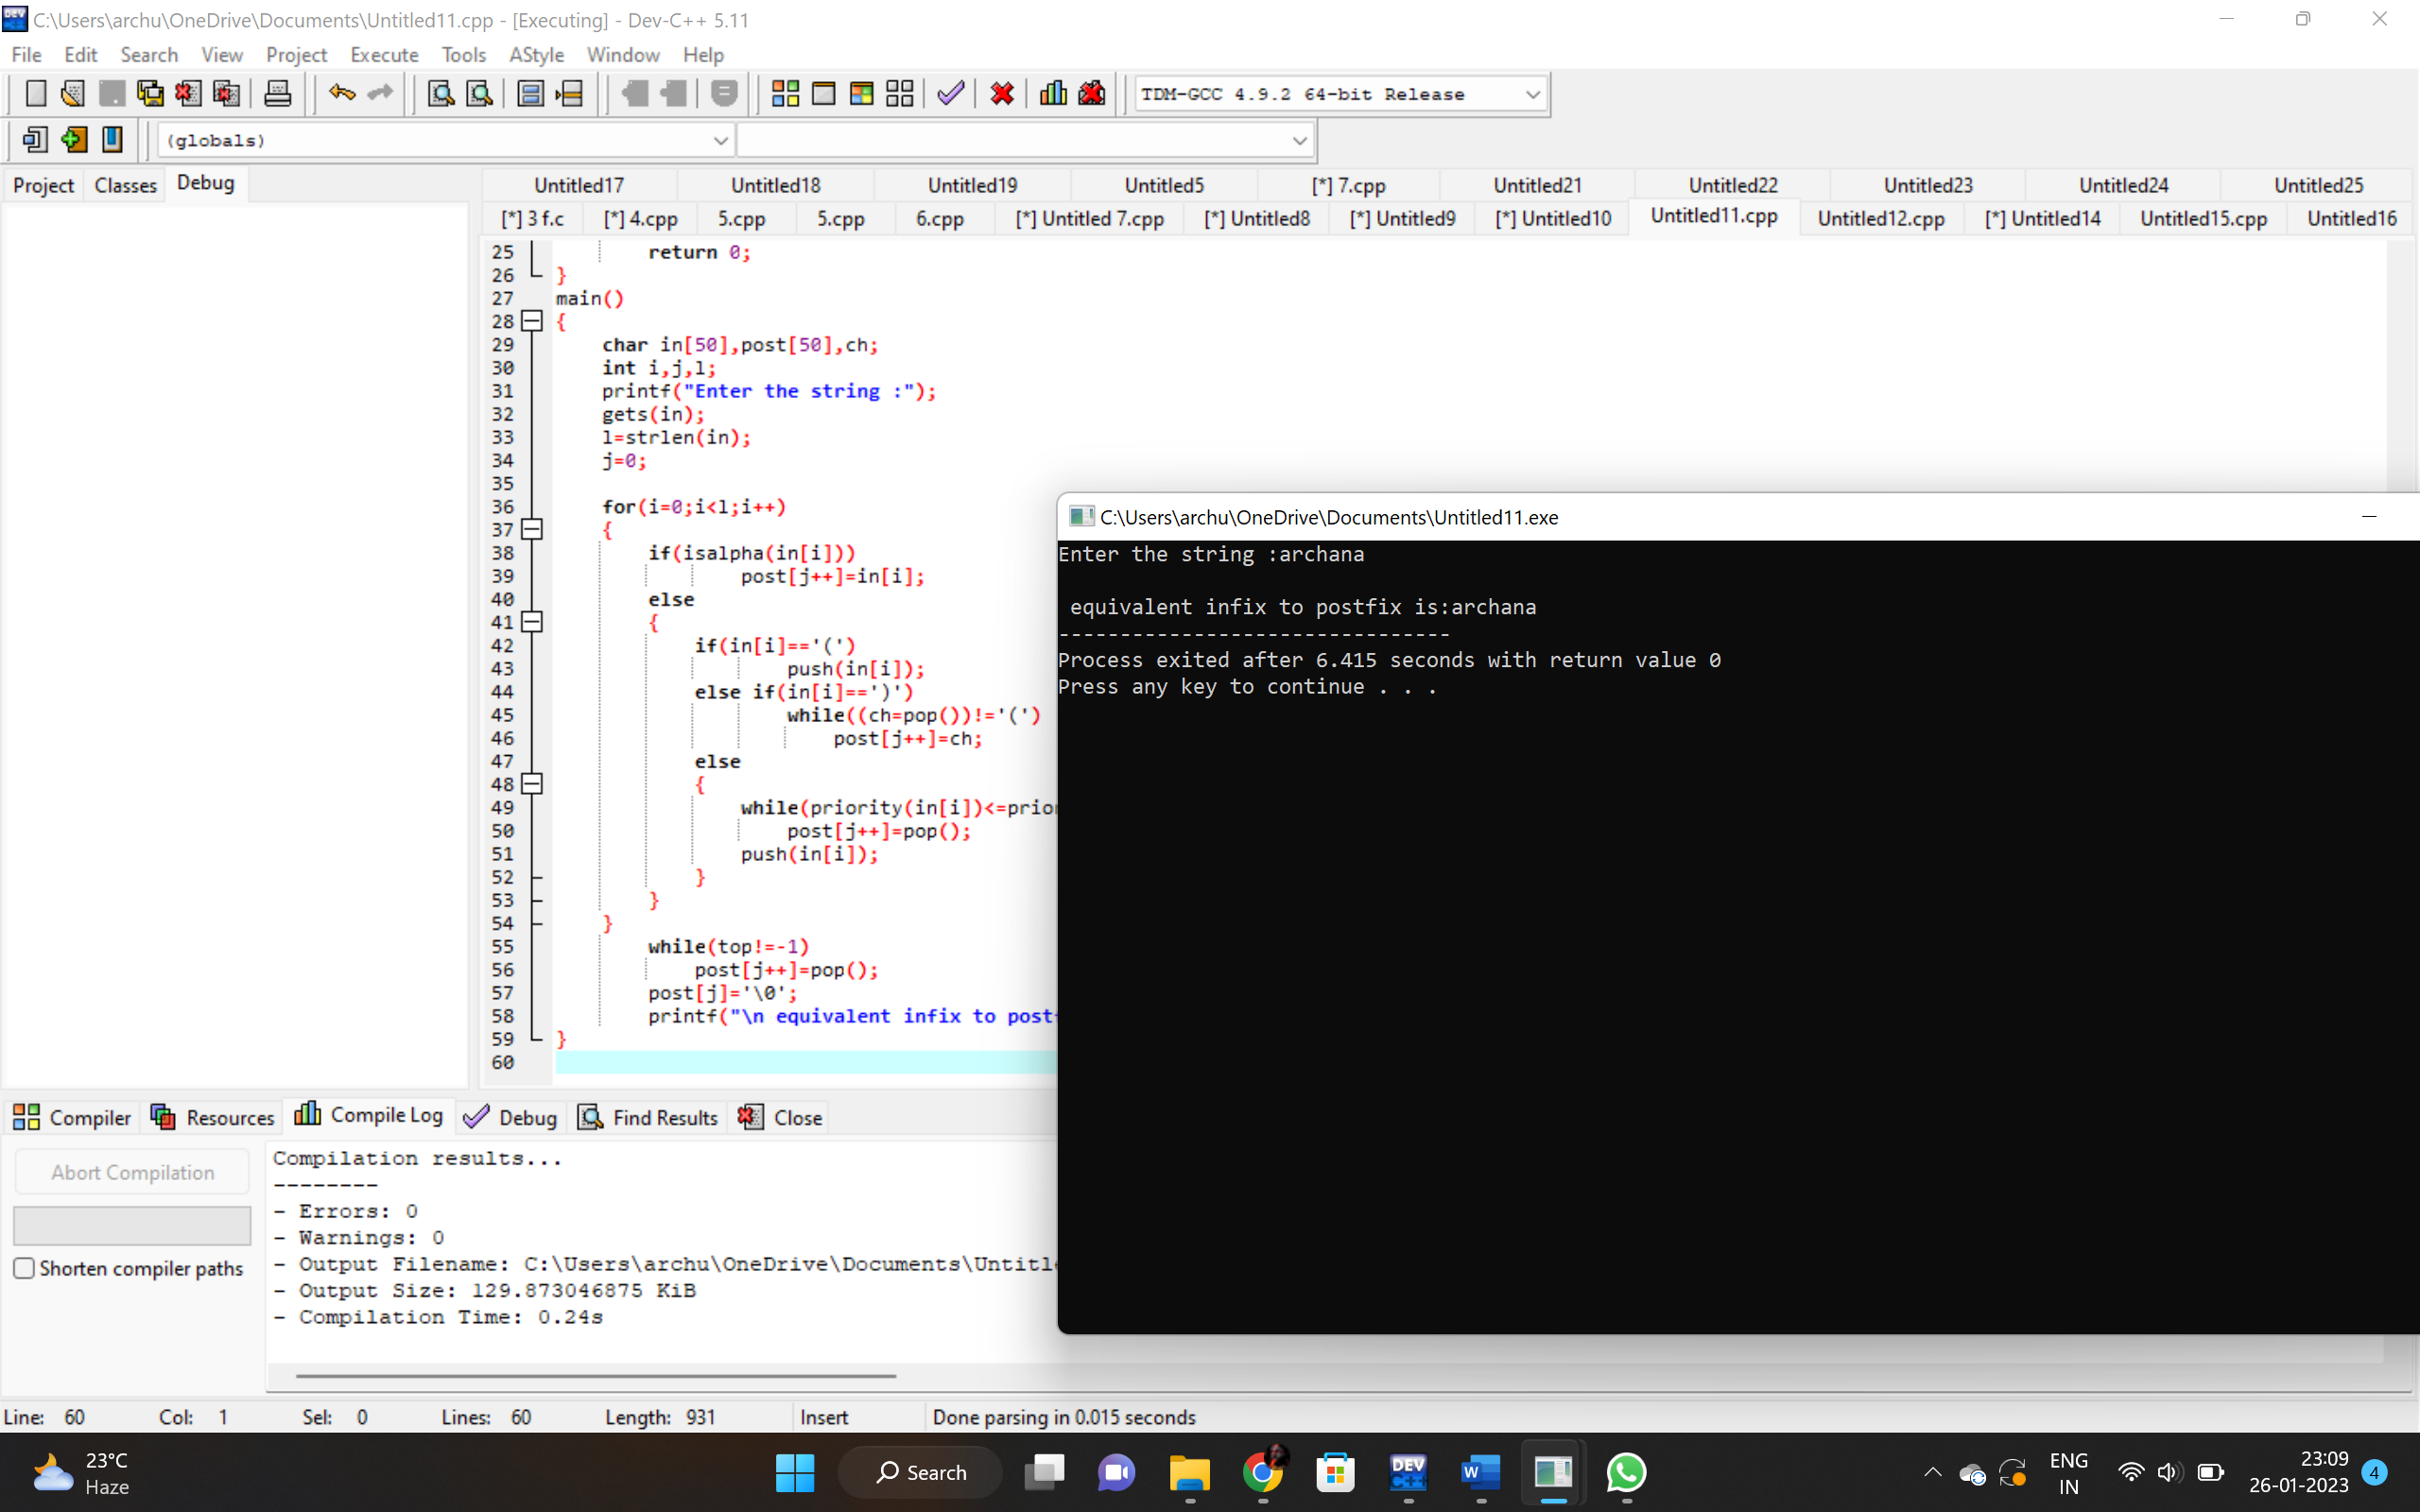 C:\Users\archu\OneDrive\Documents\Untitled11.cpp - [Executing] - Dev-C++ 5.11
File Edit Search View Project Execute Tools AStyle Window Help
TDM-GCC 4.9.2 64-bit Release
(globals)
Project Classes Debug
Untitled17 Untitled18 Untitled19 Untitled5 [*] 7.cpp Untitled21 Untitled22 Untitled23 Untitled24 Untitled25
[*] 3 f.c [*] 4.cpp 5.cpp 5.cpp 6.cpp [*] Untitled 7.cpp [*] Untitled8 [*] Untitled9 [*] Untitled10 Untitled11.cpp Untitled12.cpp [*] Untitled14 Untitled15.cpp Untitled16
25 return 0;
26 }
27 main()
28 {
29 char in[50],post[50],ch;
30 int i,j,l;
31 printf("Enter the string :");
32 gets(in);
33 l=strlen(in);
34 j=0;
35
36 for(i=0;i<l;i++)
37 {
38 if(isalpha(in[i]))
39 post[j++]=in[i];
40 else
41 {
42 if(in[i]=='(')
43 push(in[i]);
44 else if(in[i]==')')
45 while((ch=pop())!='(')
46 post[j++]=ch;
47 else
48 {
49 while(priority(in[i])<=prior
50 post[j++]=pop();
51 push(in[i]);
52 }
53 }
54 }
55 while(top!=-1)
56 post[j++]=pop();
57 post[j]='\0';
58 printf("\n equivalent infix to post
59 }
60
C:\Users\archu\OneDrive\Documents\Untitled11.exe
Enter the string :archana
equivalent infix to postfix is:archana
--------------------------------
Process exited after 6.415 seconds with return value 0
Press any key to continue . . .
Compiler Resources Compile Log Debug Find Results Close
Abort Compilation
Shorten compiler paths
Compilation results...
--------
- Errors: 0
- Warnings: 0
- Output Filename: C:\Users\archu\OneDrive\Documents\Untitl
- Output Size: 129.873046875 KiB
- Compilation Time: 0.24s
Line: 60 Col: 1 Sel: 0 Lines: 60 Length: 931 Insert Done parsing in 0.015 seconds
23°C
Haze
Search
DEV
C++
W
ENG
IN
23:09
26-01-2023
4